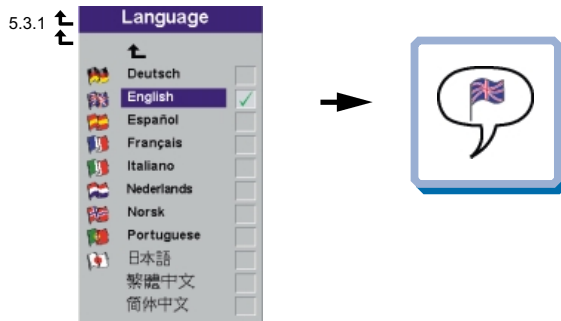 5.3.1
Language
Deutsch
English
Español
Français
Italiano
Nederlands
Norsk
Portuguese
日本語
繁體中文
简体中文